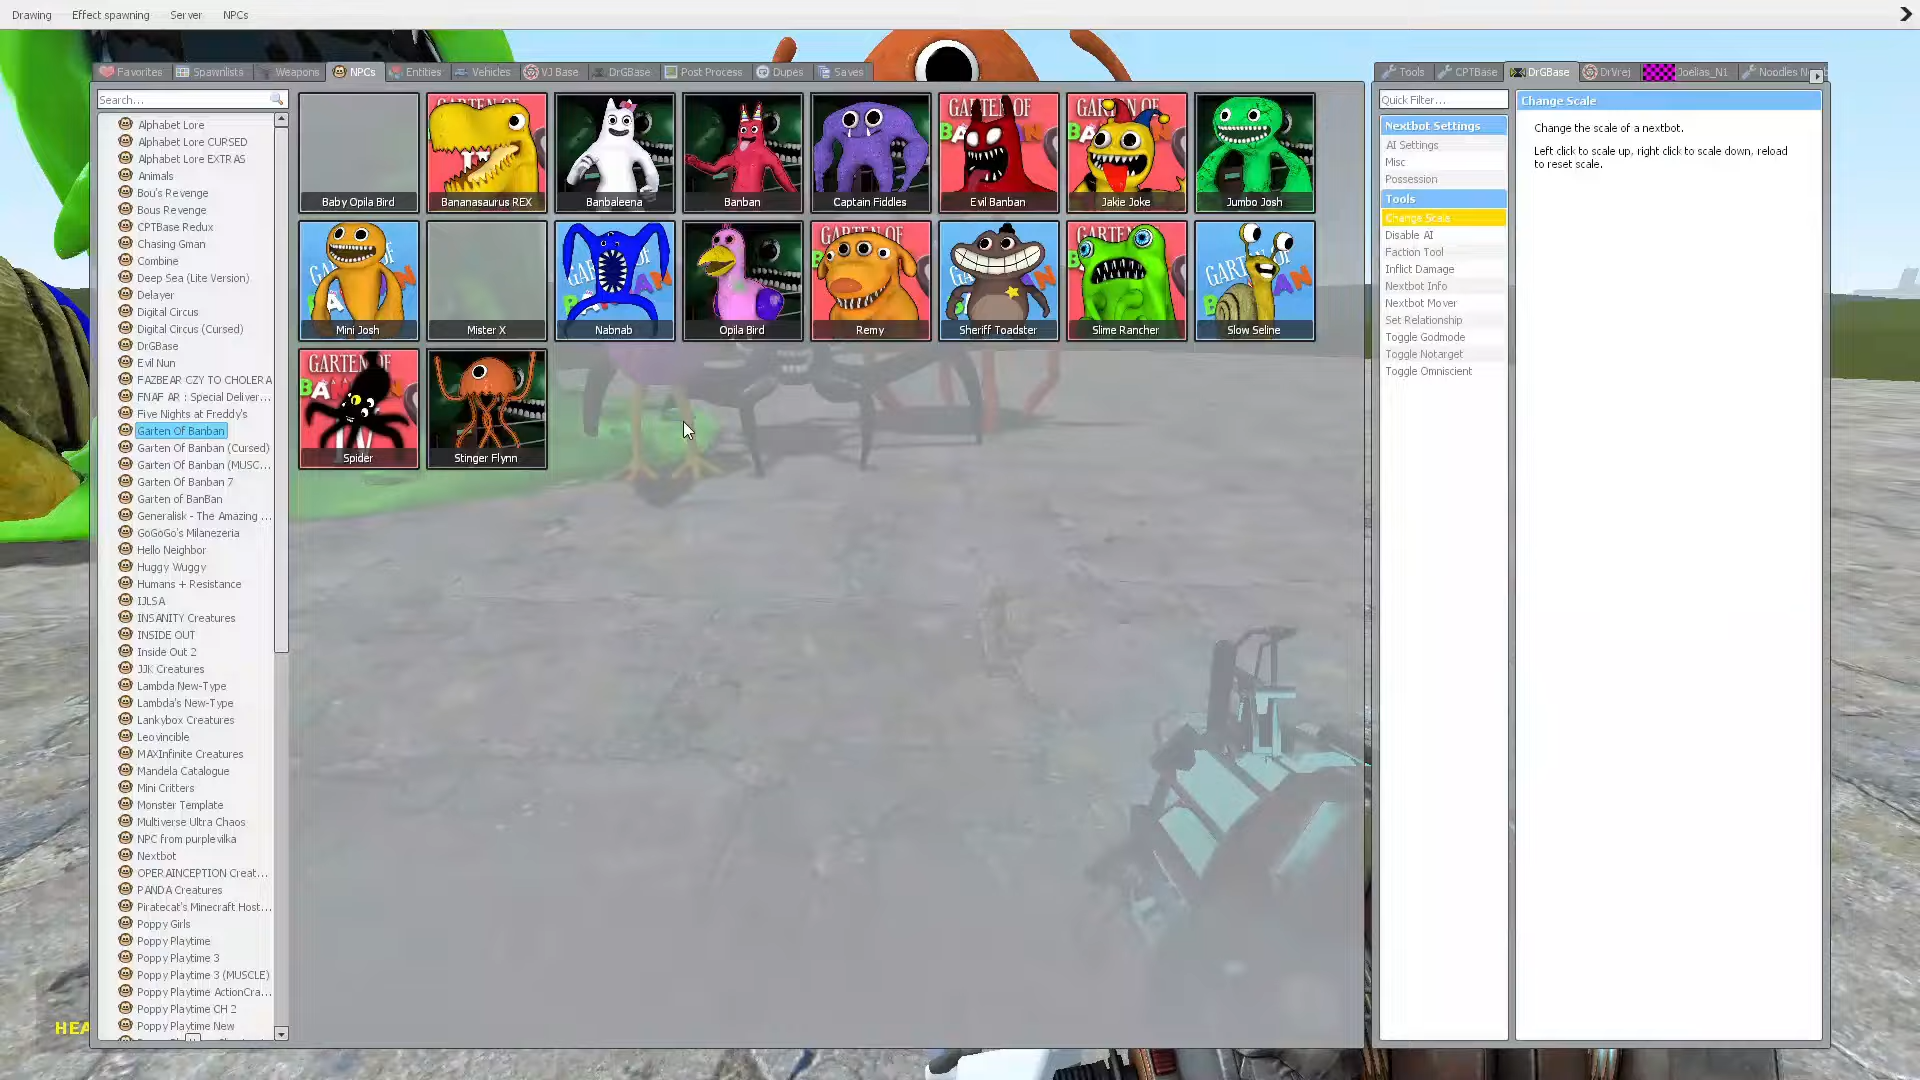 Drawing Effect spawning Server NPCs
Favorites Spawnlists Weapons NPCs Entities Vehicles VJ Base DrGBase Post Process Dupes Saves
Tools CPTBase DrGBase DrVrej Joelias_N1 Noodles N
Search...
Alphabet Lore
Alphabet Lore CURSED
Alphabet Lore EXTRAS
Animals
Bou's Revenge
Bous Revenge
CPTBase Redux
Chasing Gman
Combine
Deep Sea (Lite Version)
Delayer
Digital Circus
Digital Circus (Cursed)
DrGBase
Evil Nun
FAZBEAR CZY TO CHOLERA
FNAF AR : Special Deliver...
Five Nights at Freddy's
Garten Of Banban
Garten Of Banban (Cursed)
Garten Of Banban (MUSC...
Garten Of Banban 7
Garten of BanBan
Generalisk - The Amazing ...
GoGoGo's Milanezeria
Hello Neighbor
Huggy Wuggy
Humans + Resistance
IJLSA
INSANITY Creatures
INSIDE OUT
Inside Out 2
JJK Creatures
Lambda New-Type
Lambda's New-Type
Lankybox Creatures
Leovincible
MAXInfinite Creatures
Mandela Catalogue
Mini Critters
Monster Template
Multiverse Ultra Chaos
NPC from purplevilka
Nextbot
OPERAINCEPTION Creat...
PANDA Creatures
Piratecat's Minecraft Host...
Poppy Girls
Poppy Playtime
Poppy Playtime 3
Poppy Playtime 3 (MUSCLE)
Poppy Playtime ActionCra...
Poppy Playtime CH 2
Poppy Playtime New
Baby Opila Bird Bananasaurus REX Banbaleena Banban Captain Fiddles Evil Banban Jakie Joke Jumbo Josh
Mini Josh Mister X Nabnab Opila Bird Remy Sheriff Toadster Slime Rancher Slow Seline
GARTEN OF
Spider Stinger Flynn
Quick Filter...
Nextbot Settings
AI Settings
Misc
Possession
Tools
Change Scale
Disable AI
Faction Tool
Inflict Damage
Nextbot Info
Nextbot Mover
Set Relationship
Toggle Godmode
Toggle Notarget
Toggle Omniscient
Change Scale
Change the scale of a nextbot.
Left click to scale up, right click to scale down, reload
to reset scale.
HEA